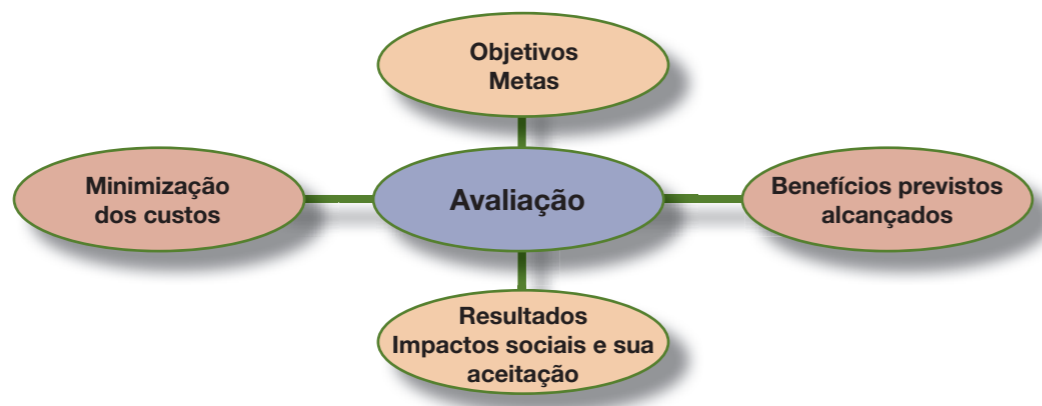 Objetivos
Metas
Minimização
dos custos
Avaliação
Benefícios previstos
alcançados
Resultados
Impactos sociais e sua
aceitação